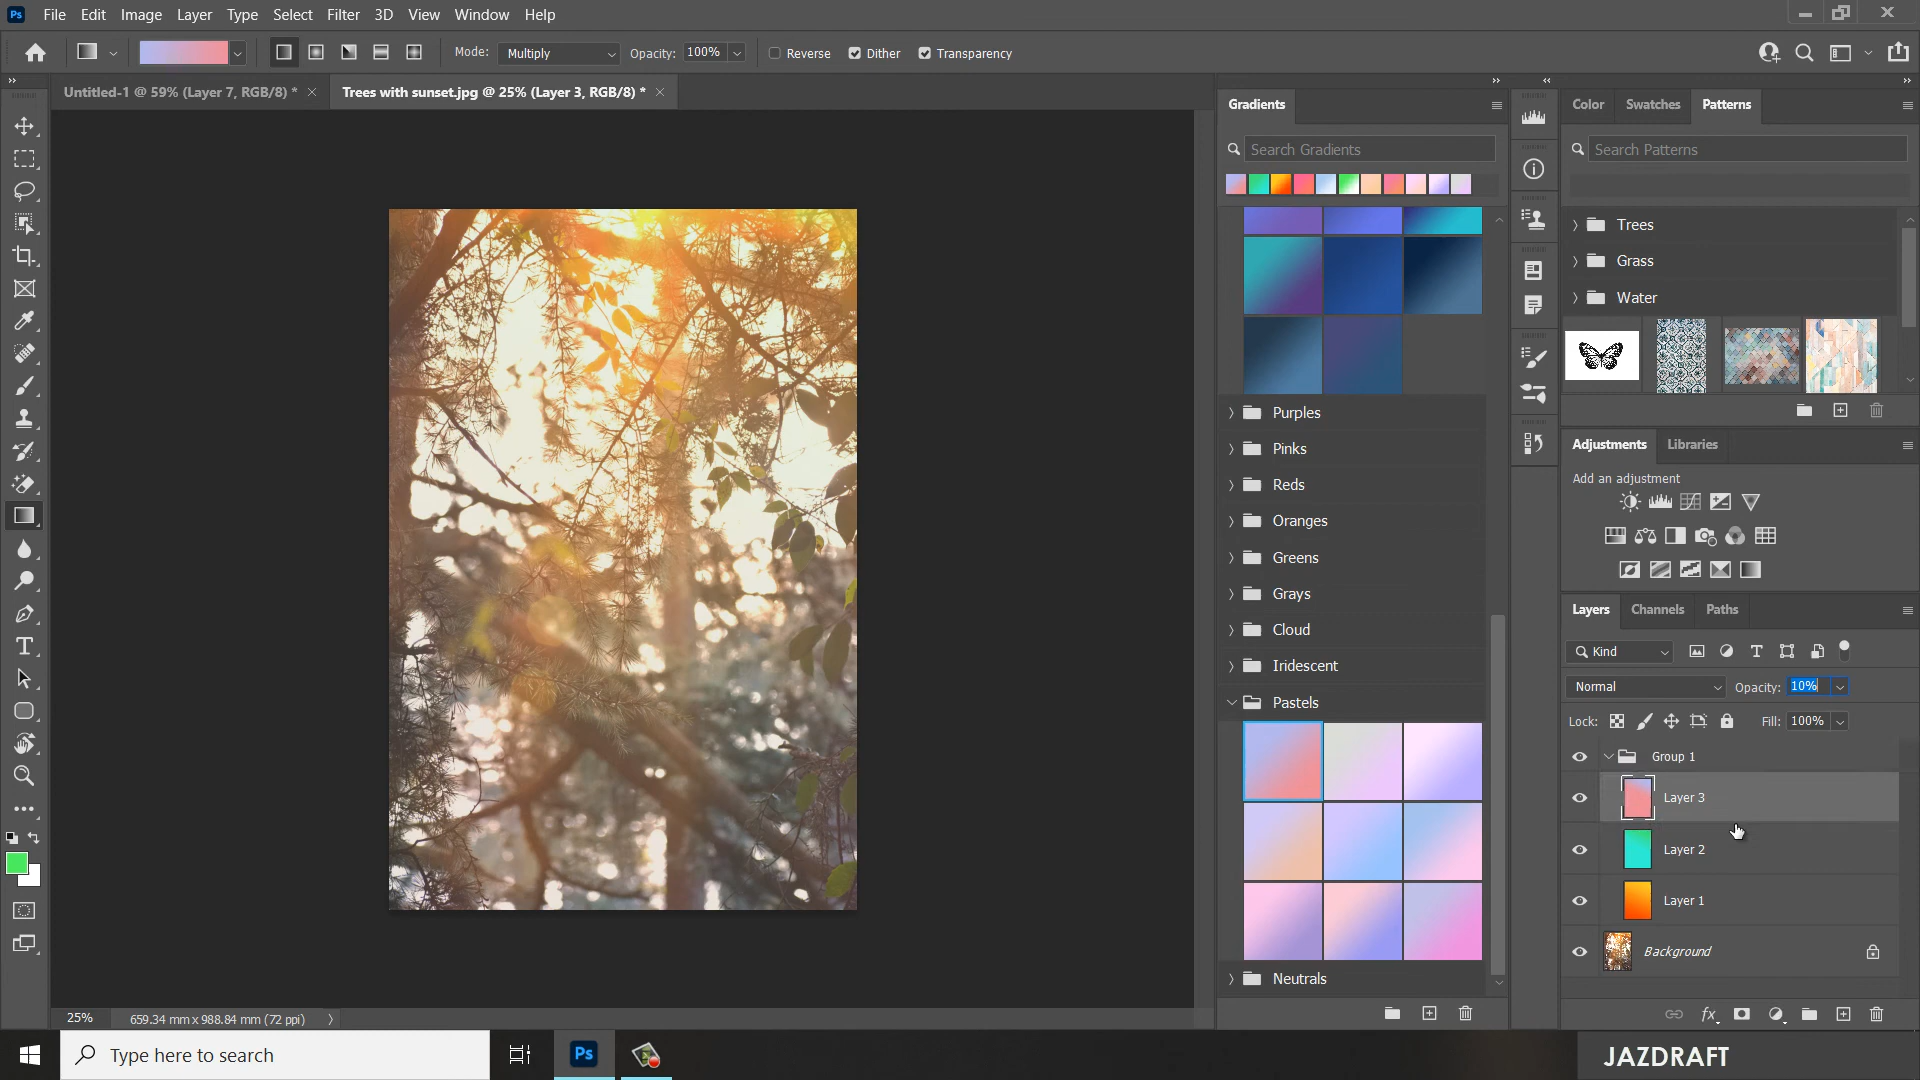 Ps File Edit Image Layer Type Select Filter 3D View Window Help
Mode: Multiply Opacity: 100% Reverse Dither Transparency
Untitled-1 @ 59% (Layer 7, RGB/8) * Trees with sunset.jpg @ 25% (Layer 3, RGB/8) *
Gradients
Search Gradients
Purples
Pinks
Reds
Oranges
Greens
Grays
Cloud
Iridescent
Pastels
Neutrals
Color Swatches Patterns
Search Patterns
Trees
Grass
Water
Adjustments Libraries
Add an adjustment
Layers Channels Paths
Kind
Normal Opacity: 10%
Lock: Fill: 100%
Group 1
Layer 3
Layer 2
Layer 1
Background
fx
25% 659.34 mm x 988.84 mm (72 ppi)
Type here to search Ps
JAZDRAFT